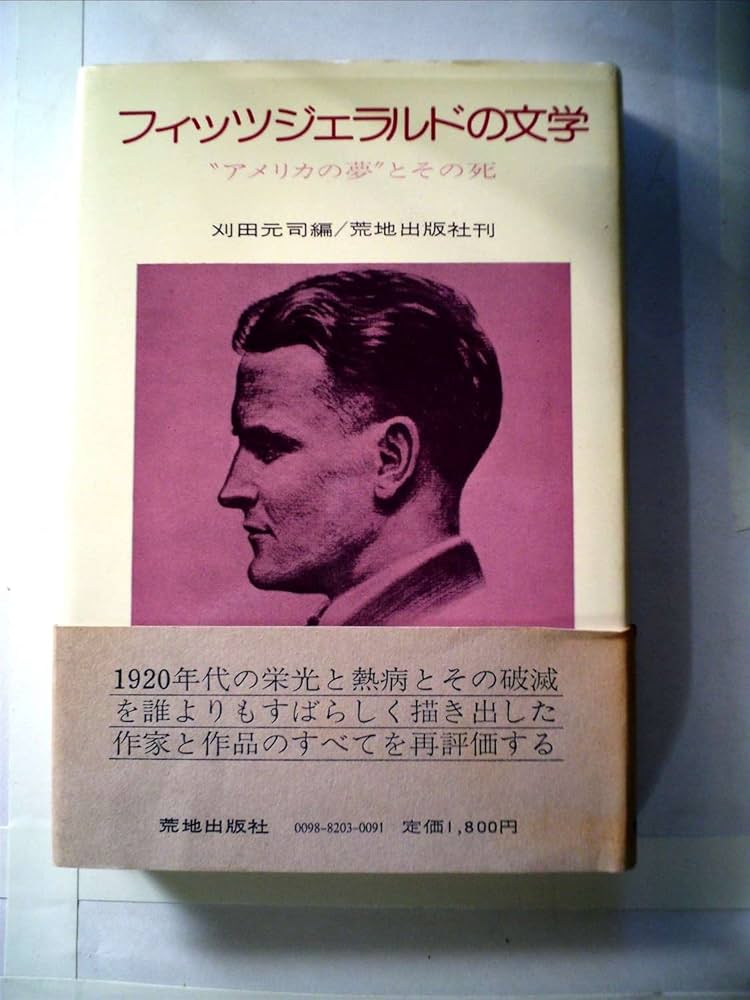 フィッツジェラルドの文学
〝アメリカの夢〞とその死
刈田元司編/荒地出版社刊
1920年代の栄光と熱病とその破滅
を誰よりもすばらしく描き出した
作家と作品のすべてを再評価する
荒地出版社 0098-8203-0091 定価1,800円